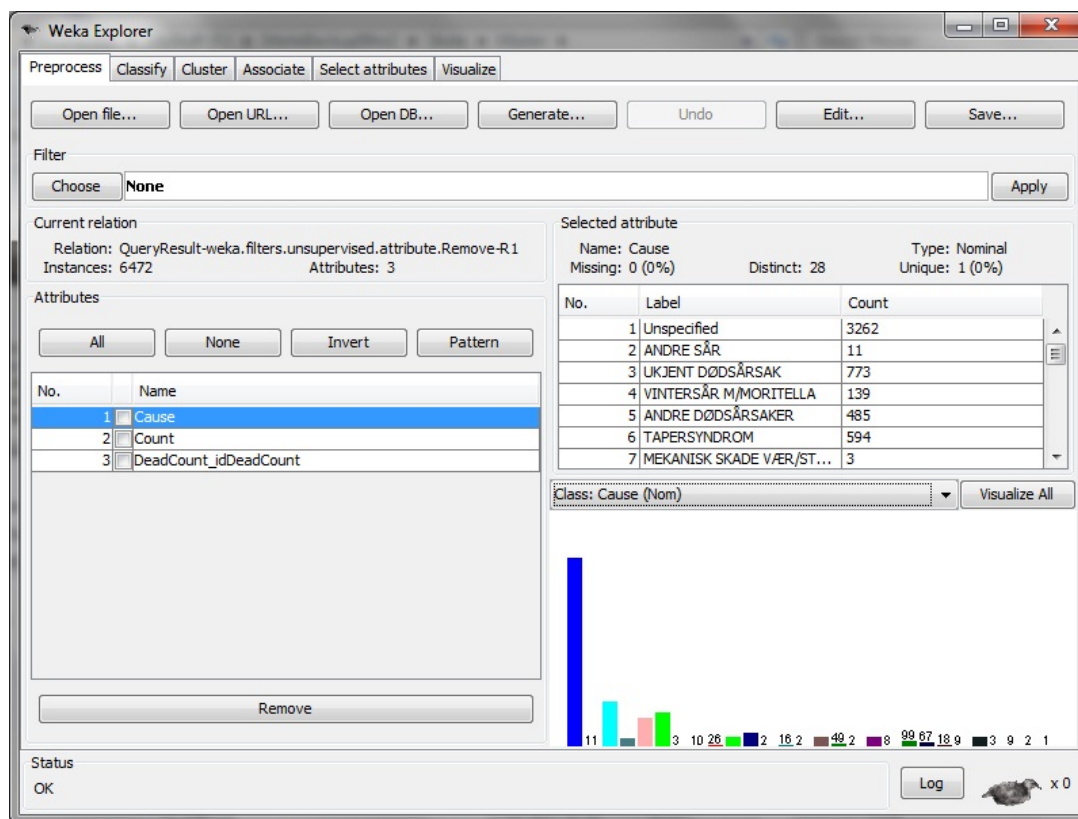 Weka Explorer
Preprocess Classify Cluster Associate Select attributes Visualize
Open file... Open URL... Open DB... Generate... Undo Edit... Save...
Filter
Choose None Apply
Current relation
Relation: QueryResult-weka.filters.unsupervised.attribute.Remove-R1
Instances: 6472 Attributes: 3
Attributes
All None Invert Pattern
No. Name
1 Cause
2 Count
3 DeadCount_idDeadCount
Remove
Selected attribute
Name: Cause Type: Nominal
Missing: 0 (0%) Distinct: 28 Unique: 1 (0%)
No. Label Count
1 Unspecified 3262
2 ANDRE SÅR 11
3 UKJENT DØDSÅRSAK 773
4 VINTERSÅR M/MORITELLA 139
5 ANDRE DØDSÅRSAKER 485
6 TAPERSYNDROM 594
7 MEKANISK SKADE VÆR/ST... 3
Class: Cause (Nom) Visualize All
11 3 10 26 2 16 2 49 2 8 99 67 18 9 3 9 2 1
Status
OK
Log x 0